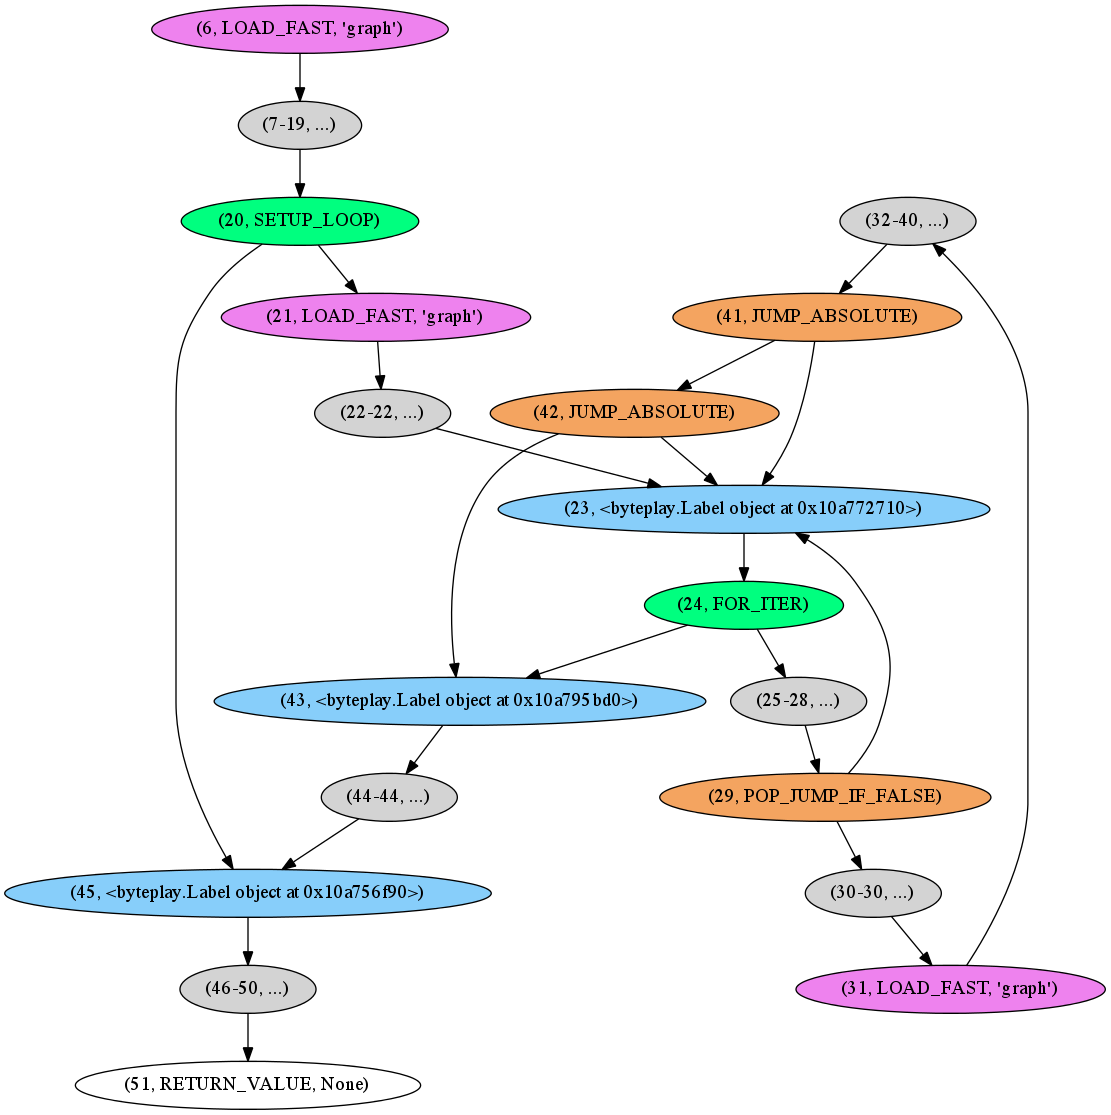 (6, LOAD_FAST, 'graph')
(7-19, ...)
(20, SETUP_LOOP)
(32-40, ...)
(21, LOAD_FAST, 'graph')
(41, JUMP_ABSOLUTE)
(22-22, ...)
(42, JUMP_ABSOLUTE)
(23, <byteplay.Label object at 0x10a772710>)
(24, FOR_ITER)
(43, <byteplay.Label object at 0x10a795bd0>)
(25-28, ...)
(44-44, ...)
(29, POP_JUMP_IF_FALSE)
(45, <byteplay.Label object at 0x10a756f90>)
(30-30, ...)
(46-50, ...)
(31, LOAD_FAST, 'graph')
(51, RETURN_VALUE, None)